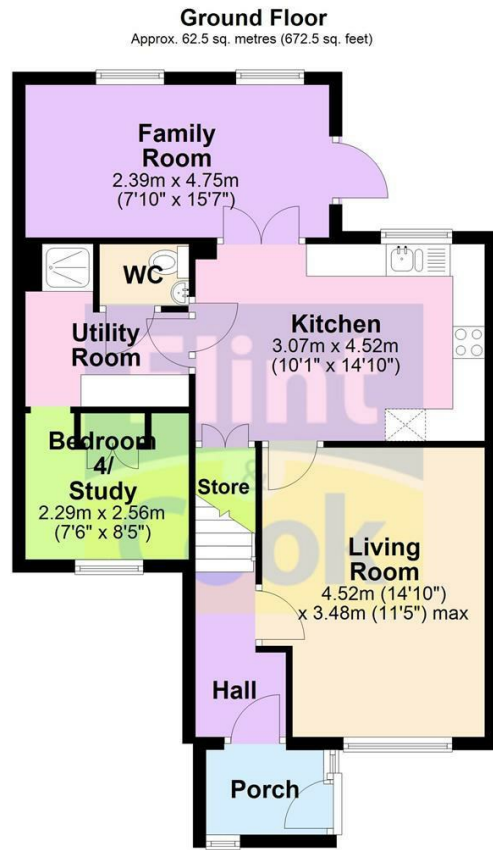 Ground Floor
Approx. 62.5 sq. metres (672.5 sq. feet)
Family
Room
2.39m x 4.75m
(7'10" x 15'7")
WC
Utility
Room
Kitchen
3.07m x 4.52m
(10'1" x 14'10")
Flint
&
Cook
Bedroom
4/
Study
2.29m x 2.56m
(7'6" x 8'5")
Store
Living
Room
4.52m (14'10")
x 3.48m (11'5") max
Hall
Porch